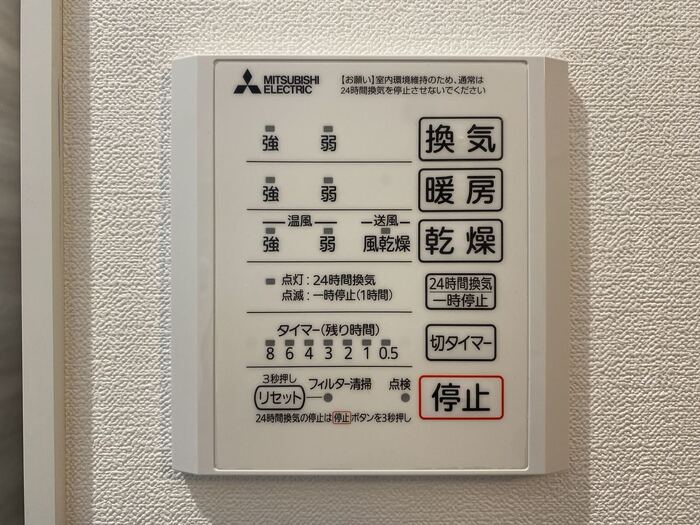 MITSUBISHI
ELECTRIC
【お願い】室内環境維持のため、通常は
24時間換気を停止させないでください
強 弱 換気
強 弱 暖房
温風 送風
強 弱 風乾燥 乾燥
点灯：24時間換気
点滅：一時停止(1時間)
24時間換気
一時停止
タイマー(残り時間)
8 6 4 3 2 1 0.5
切タイマー
3秒押し
リセット フィルター清掃 点検
24時間換気の停止は停止ボタンを3秒押し
停止